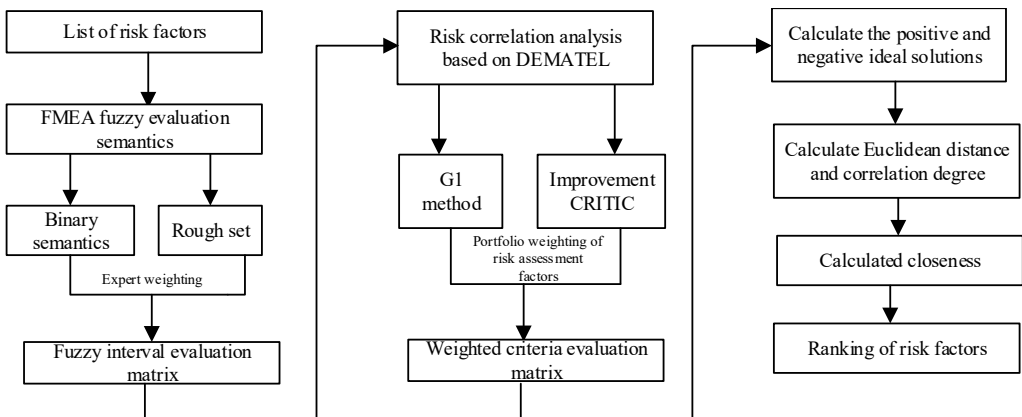 List of risk factors
FMEA fuzzy evaluation
semantics
Binary
semantics
Rough set
Expert weighting
Fuzzy interval evaluation
matrix
Risk correlation analysis
based on DEMATEL
G1
method
Improvement
CRITIC
Portfolio weighting of
risk assessment
factors
Weighted criteria evaluation
matrix
Calculate the positive and
negative ideal solutions
Calculate Euclidean distance
and correlation degree
Calculated closeness
Ranking of risk factors